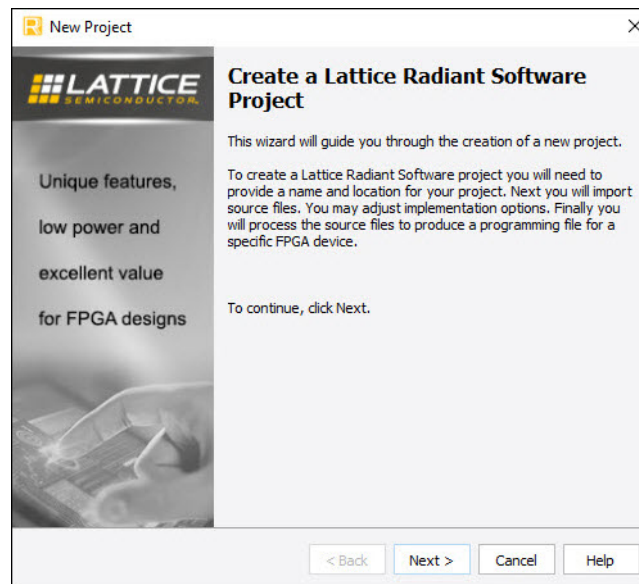 New Project
LATTICE
SEMICONDUCTOR.
Unique features,
low power and
excellent value
for FPGA designs
Create a Lattice Radiant Software
Project
This wizard will guide you through the creation of a new project.
To create a Lattice Radiant Software project you will need to
provide a name and location for your project. Next you will import
source files. You may adjust implementation options. Finally you
will process the source files to produce a programming file for a
specific FPGA device.
To continue, click Next.
< Back
Next >
Cancel
Help